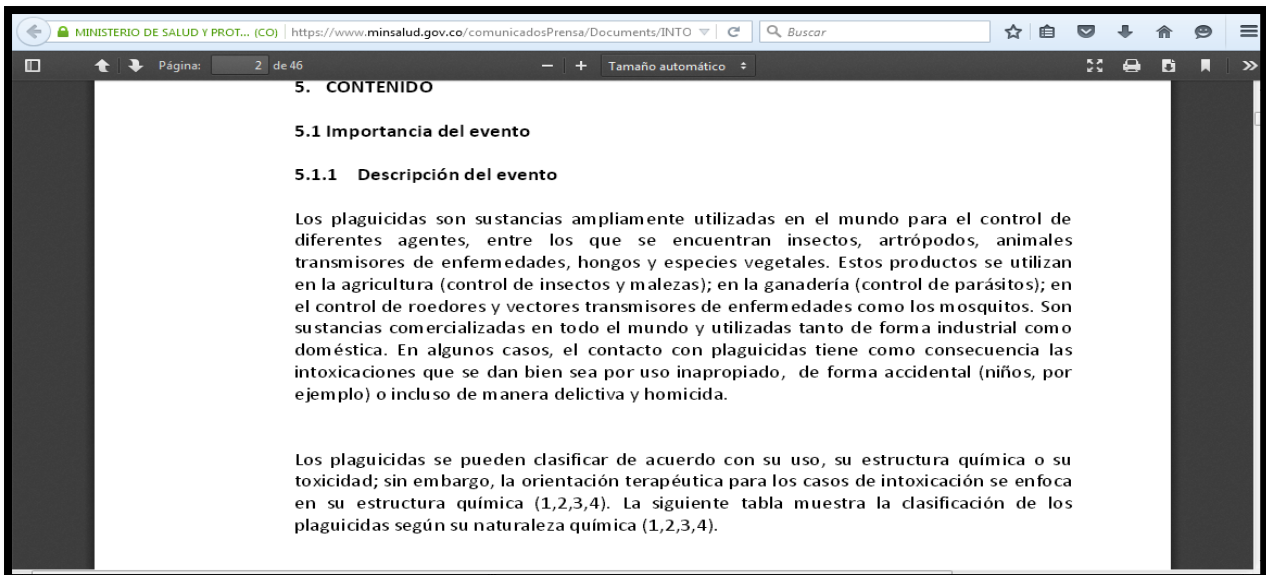 MINISTERIO DE SALUD Y PROT... (CO) https://www.minsalud.gov.co/comunicadosPrensa/Documents/INTO Buscar
Página: 2 de 46 Tamaño automático
5. CONTENIDO
5.1 Importancia del evento
5.1.1 Descripción del evento
Los plaguicidas son sustancias ampliamente utilizadas en el mundo para el control de
diferentes agentes, entre los que se encuentran insectos, artrópodos, animales
transmisores de enfermedades, hongos y especies vegetales. Estos productos se utilizan
en la agricultura (control de insectos y malezas); en la ganadería (control de parásitos); en
el control de roedores y vectores transmisores de enfermedades como los mosquitos. Son
sustancias comercializadas en todo el mundo y utilizadas tanto de forma industrial como
doméstica. En algunos casos, el contacto con plaguicidas tiene como consecuencia las
intoxicaciones que se dan bien sea por uso inapropiado, de forma accidental (niños, por
ejemplo) o incluso de manera delictiva y homicida.
Los plaguicidas se pueden clasificar de acuerdo con su uso, su estructura química o su
toxicidad; sin embargo, la orientación terapéutica para los casos de intoxicación se enfoca
en su estructura química (1,2,3,4). La siguiente tabla muestra la clasificación de los
plaguicidas según su naturaleza química (1,2,3,4).